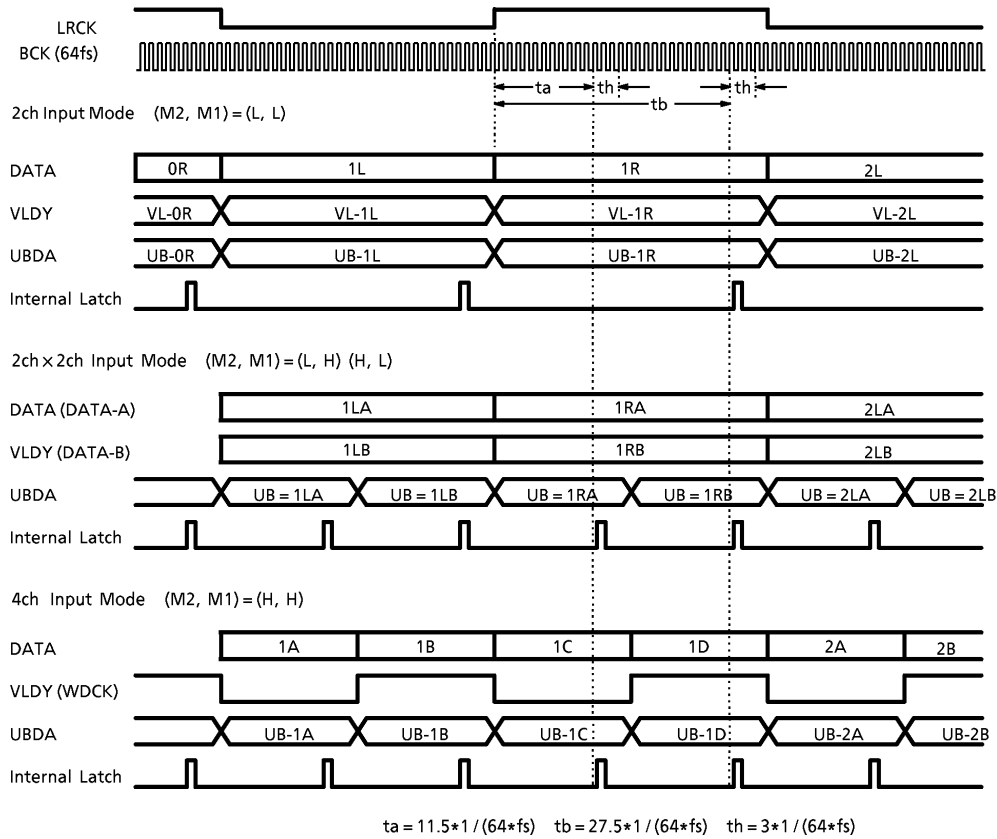 LRCK
BCK (64fs)
ta th th
tb
2ch Input Mode (M2, M1) = (L, L)
DATA 0R 1L 1R 2L
VLDY VL-0R VL-1L VL-1R VL-2L
UBDA UB-0R UB-1L UB-1R UB-2L
Internal Latch
2ch × 2ch Input Mode (M2, M1) = (L, H) (H, L)
DATA (DATA-A) 1LA 1RA 2LA
VLDY (DATA-B) 1LB 1RB 2LB
UBDA UB = 1LA UB = 1LB UB = 1RA UB = 1RB UB = 2LA UB = 2LB
Internal Latch
4ch Input Mode (M2, M1) = (H, H)
DATA 1A 1B 1C 1D 2A 2B
VLDY (WDCK)
UBDA UB-1A UB-1B UB-1C UB-1D UB-2A UB-2B
Internal Latch
ta = 11.5*1 / (64*fs) tb = 27.5*1 / (64*fs) th = 3*1 / (64*fs)